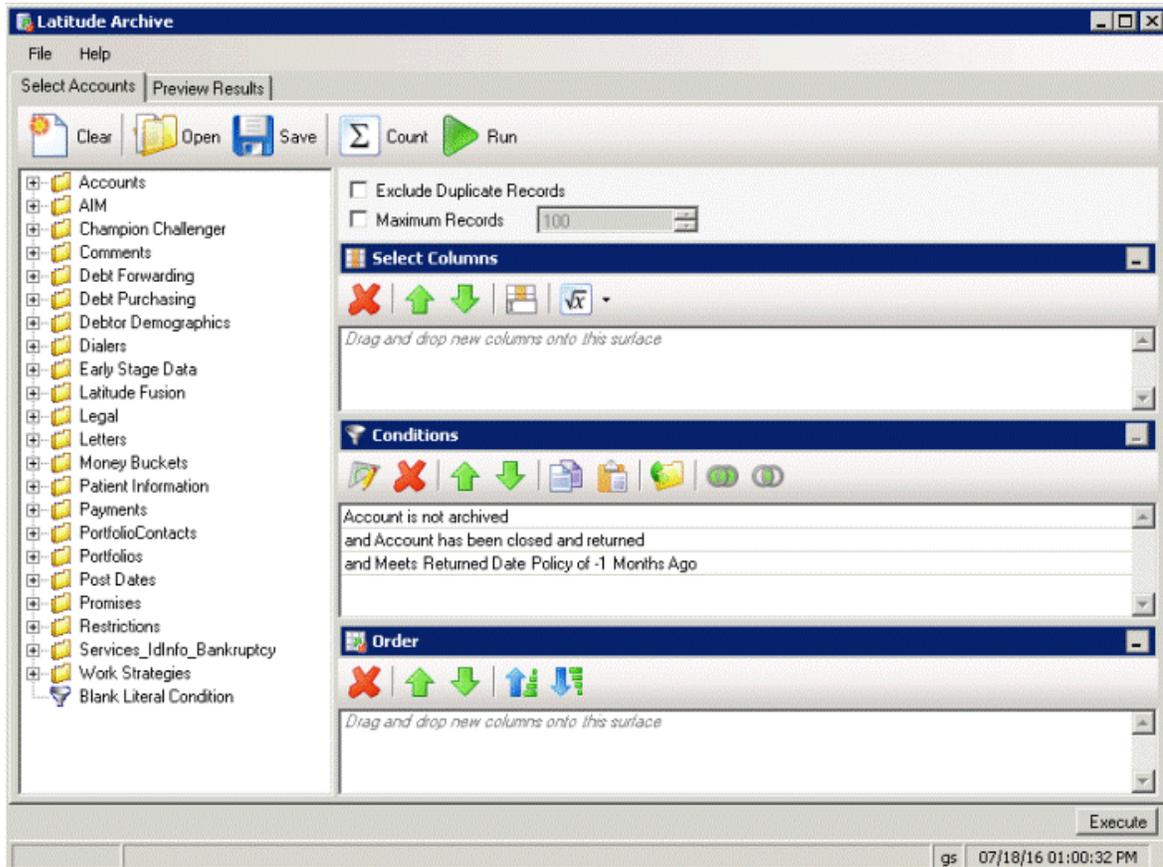 Latitude Archive
File Help
Select Accounts Preview Results
Clear Open Save Σ Count Run
Accounts
AIM
Champion Challenger
Comments
Debt Forwarding
Debt Purchasing
Debtor Demographics
Dialers
Early Stage Data
Latitude Fusion
Legal
Letters
Money Buckets
Patient Information
Payments
PortfolioContacts
Portfolios
Post Dates
Promises
Restrictions
Services_IdInfo_Bankruptcy
Work Strategies
Blank Literal Condition
Exclude Duplicate Records
Maximum Records 100
Select Columns
√x
Drag and drop new columns onto this surface
Conditions
Account is not archived
and Account has been closed and returned
and Meets Returned Date Policy of -1 Months Ago
Order
Drag and drop new columns onto this surface
Execute
gs 07/18/16 01:00:32 PM